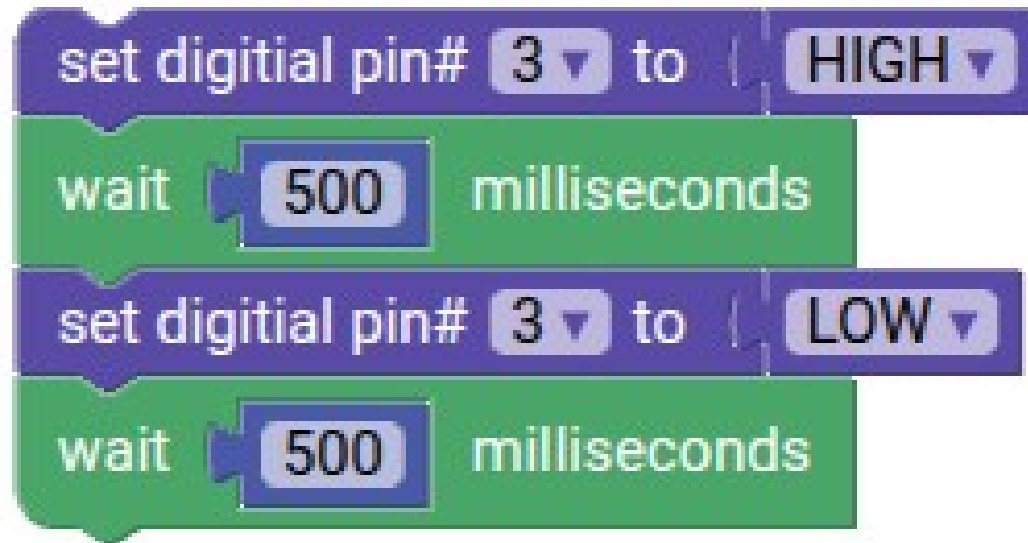 set digitial pin# 3 to HIGH
wait 500 milliseconds
set digitial pin# 3 to LOW
wait 500 milliseconds